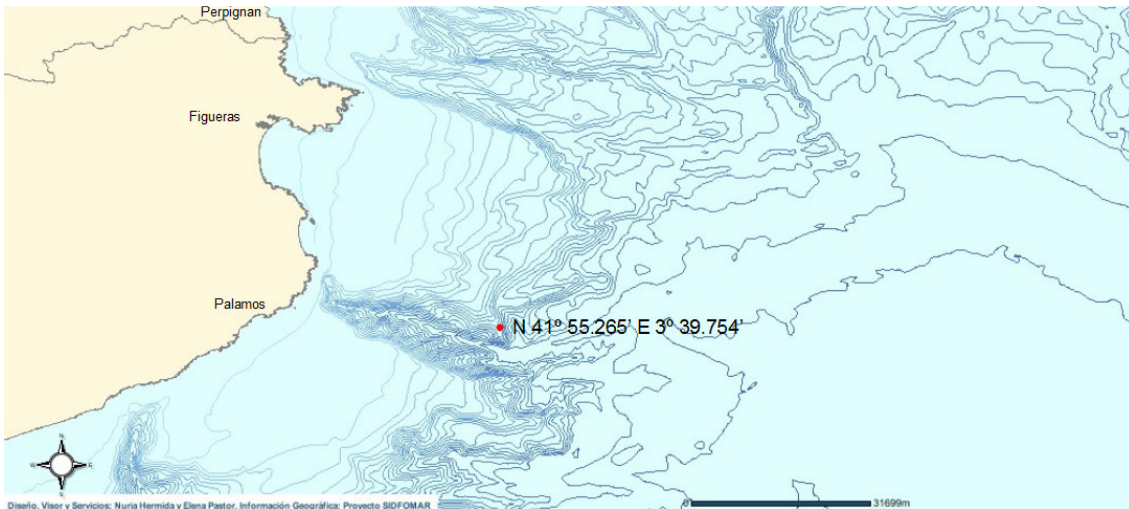 Perpignan
Figueras
Palamos
N 41º 55.265' E 3º 39.754'
N
W E
S
0 31699m
Diseño, Visor y Servicios: Nuria Hermida y Elena Pastor. Información Geográfica: Proyecto SIDFOMAR